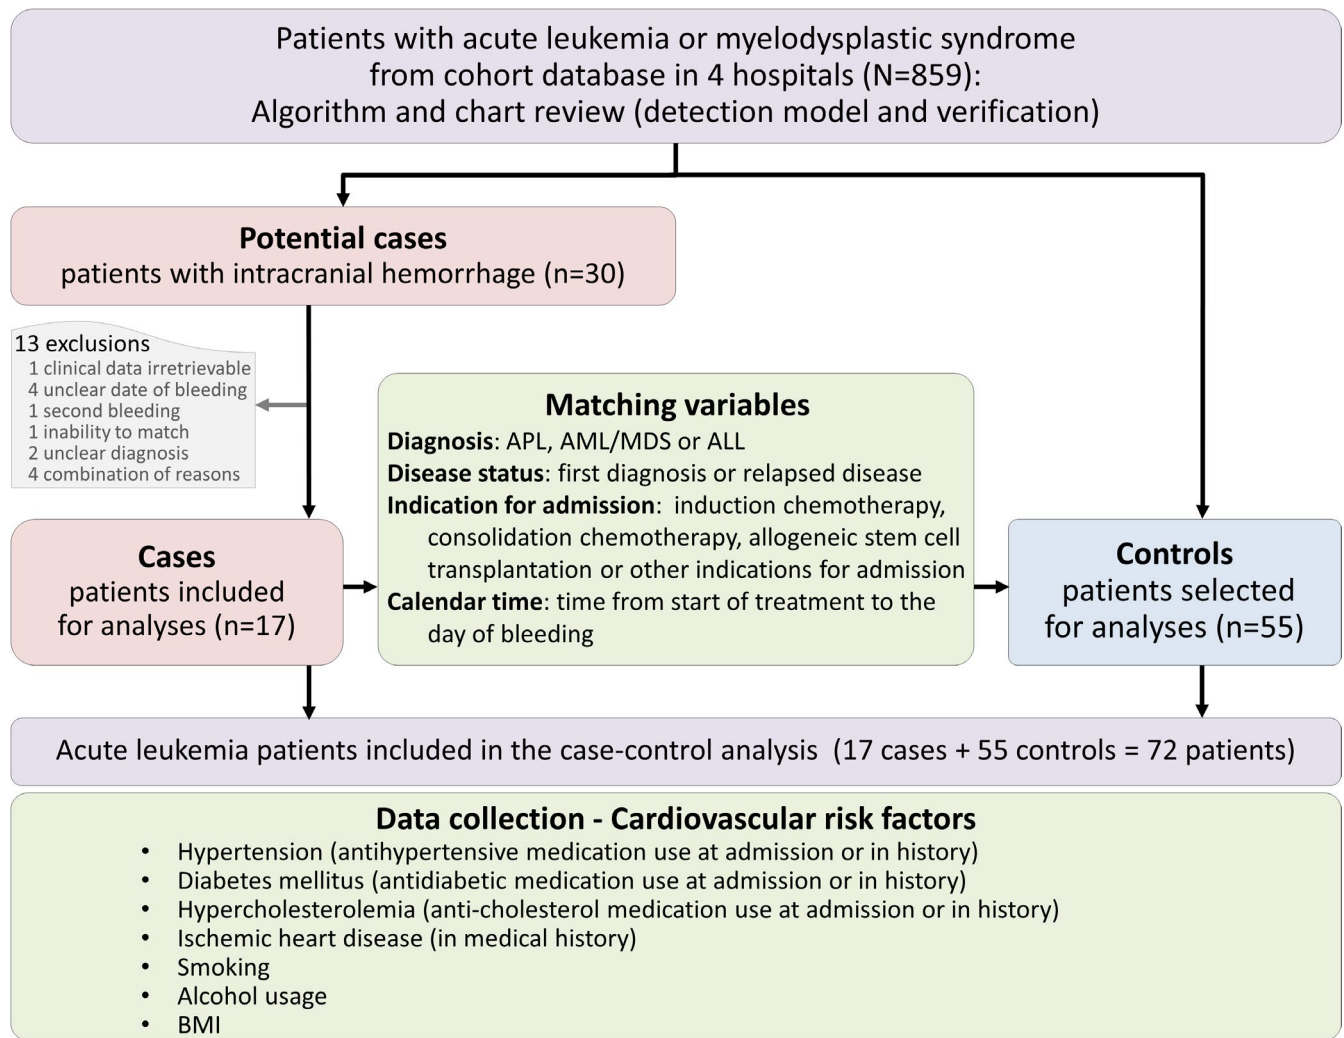 Patients with acute leukemia or myelodysplastic syndrome
from cohort database in 4 hospitals (N=859):
Algorithm and chart review (detection model and verification)
Potential cases
patients with intracranial hemorrhage (n=30)
13 exclusions
1 clinical data irretrievable
4 unclear date of bleeding
1 second bleeding
1 inability to match
2 unclear diagnosis
4 combination of reasons
Matching variables
Diagnosis: APL, AML/MDS or ALL
Disease status: first diagnosis or relapsed disease
Indication for admission: induction chemotherapy,
consolidation chemotherapy, allogeneic stem cell
transplantation or other indications for admission
Calendar time: time from start of treatment to the
day of bleeding
Cases
patients included
for analyses (n=17)
Controls
patients selected
for analyses (n=55)
Acute leukemia patients included in the case-control analysis (17 cases + 55 controls = 72 patients)
Data collection - Cardiovascular risk factors
• Hypertension (antihypertensive medication use at admission or in history)
• Diabetes mellitus (antidiabetic medication use at admission or in history)
• Hypercholesterolemia (anti-cholesterol medication use at admission or in history)
• Ischemic heart disease (in medical history)
• Smoking
• Alcohol usage
• BMI